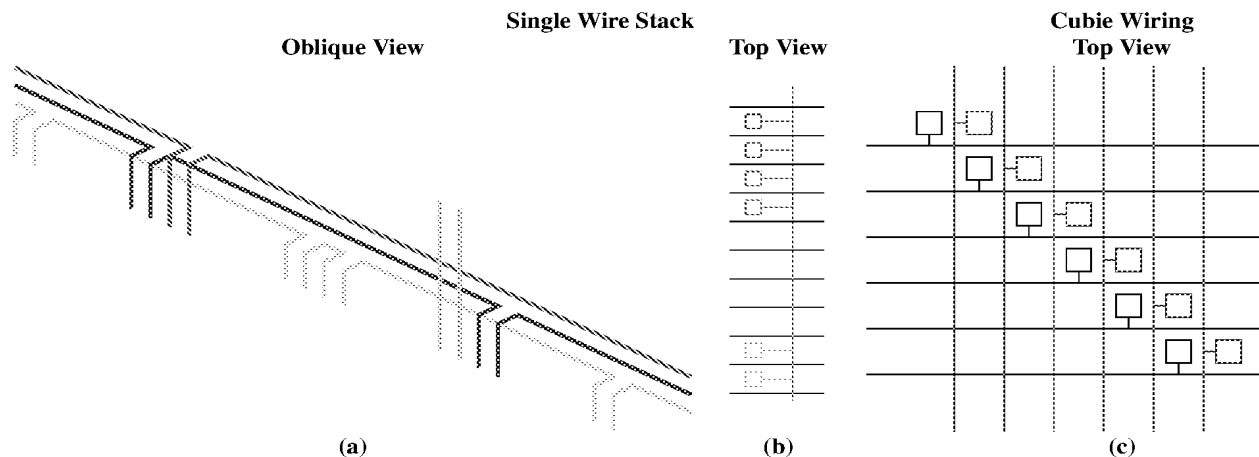 Single Wire Stack
Cubie Wiring
Oblique View
Top View
Top View
(a)
(b)
(c)